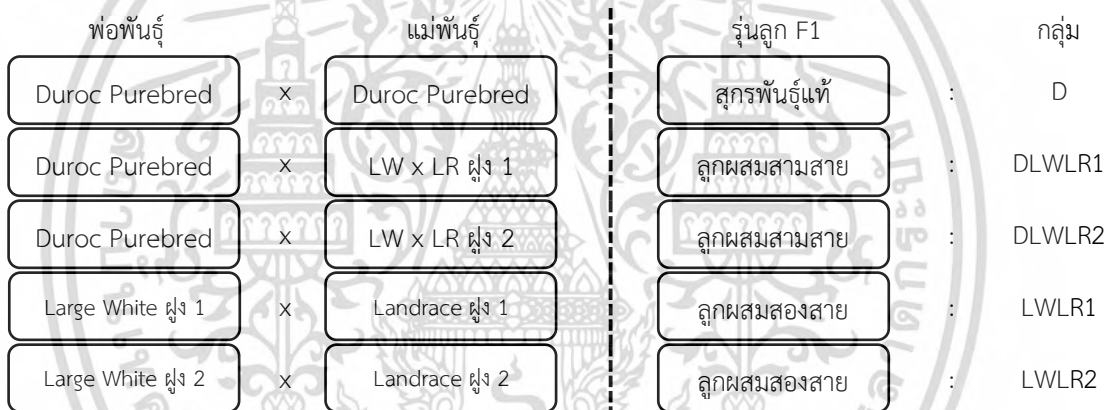 พ่อพันธุ์ แม่พันธุ์ รุ่นลูก F1 กลุ่ม
Duroc Purebred x Duroc Purebred สุกรพันธุ์แท้ : D
Duroc Purebred x LW x LR ฝูง 1 ลูกผสมสามสาย : DLWLR1
Duroc Purebred x LW x LR ฝูง 2 ลูกผสมสามสาย : DLWLR2
Large White ฝูง 1 x Landrace ฝูง 1 ลูกผสมสองสาย : LWLR1
Large White ฝูง 2 x Landrace ฝูง 2 ลูกผสมสองสาย : LWLR2